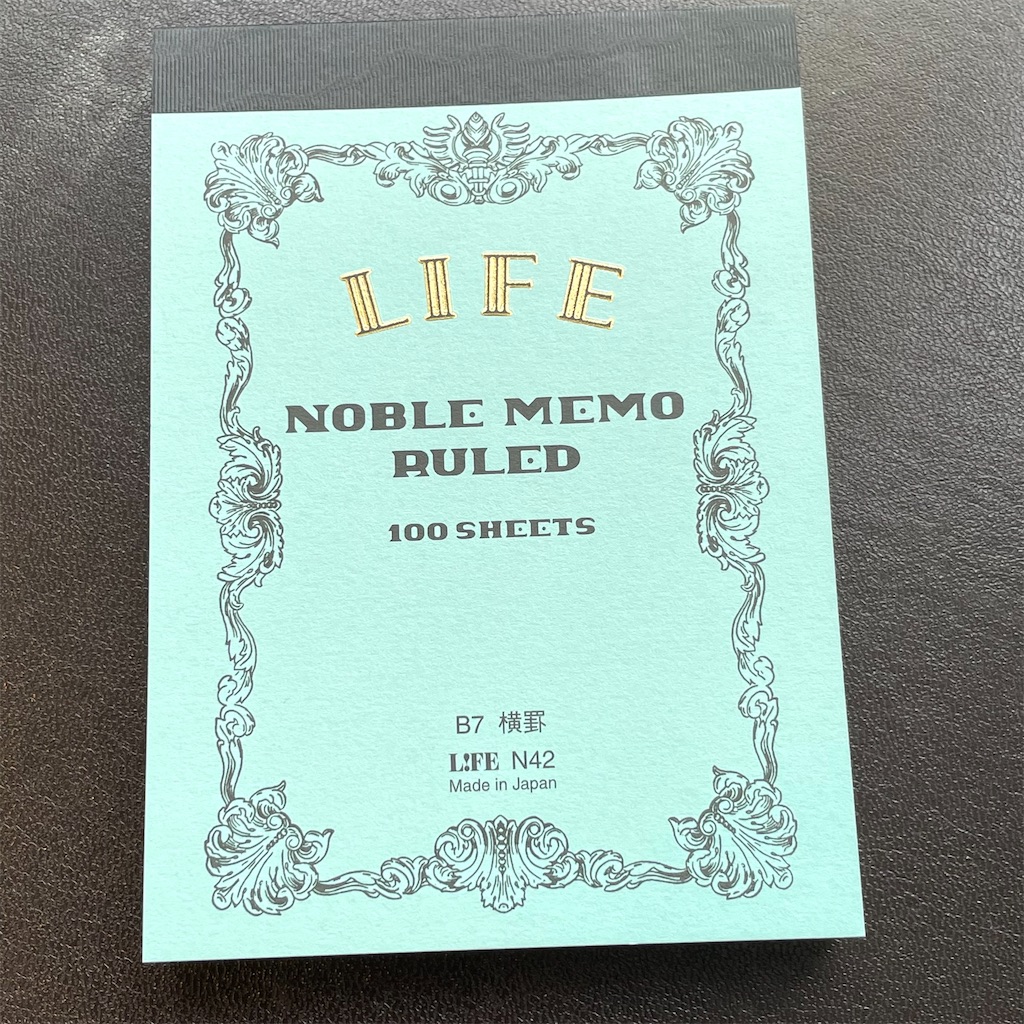 LIFE
NOBLE MEMO
RULED
100 SHEETS
B7 横罫
L!FE N42
Made in Japan